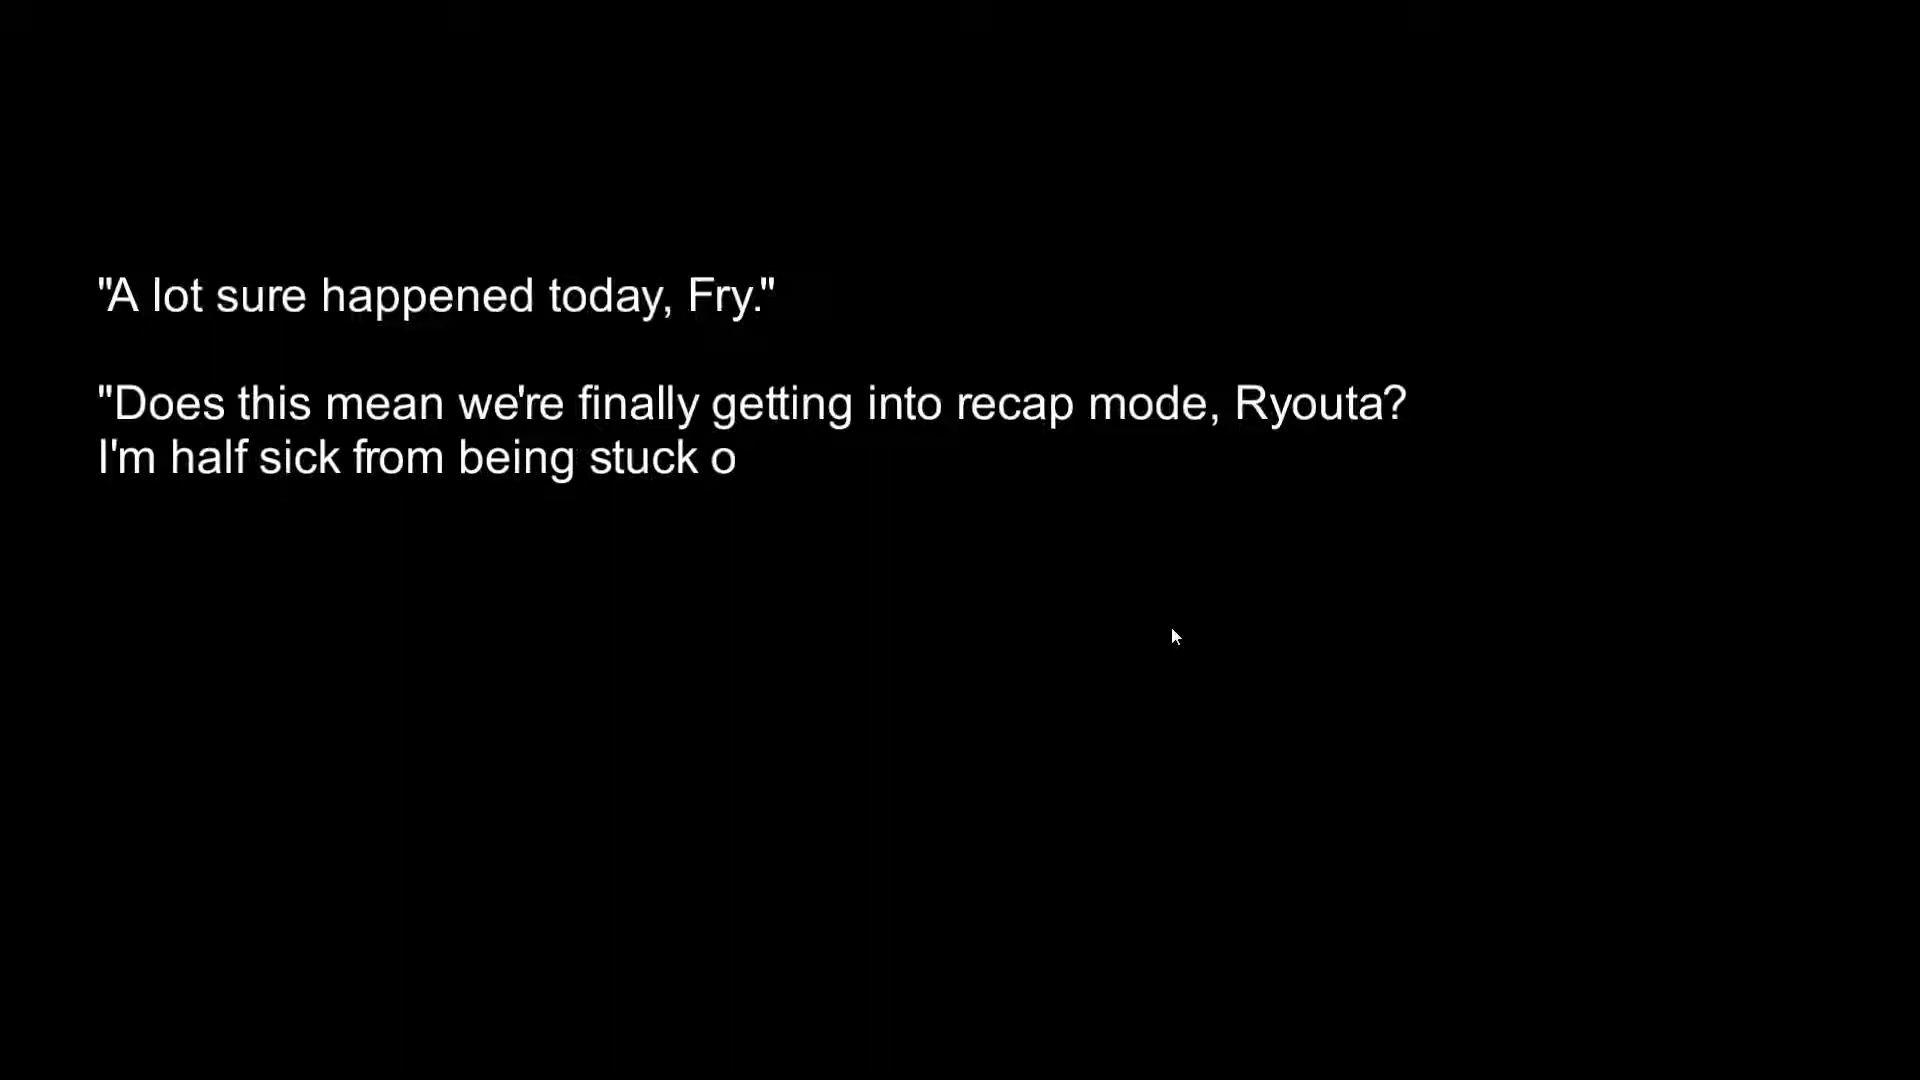 "A lot sure happened today, Fry."
"Does this mean we're finally getting into recap mode, Ryouta?
I'm half sick from being stuck o